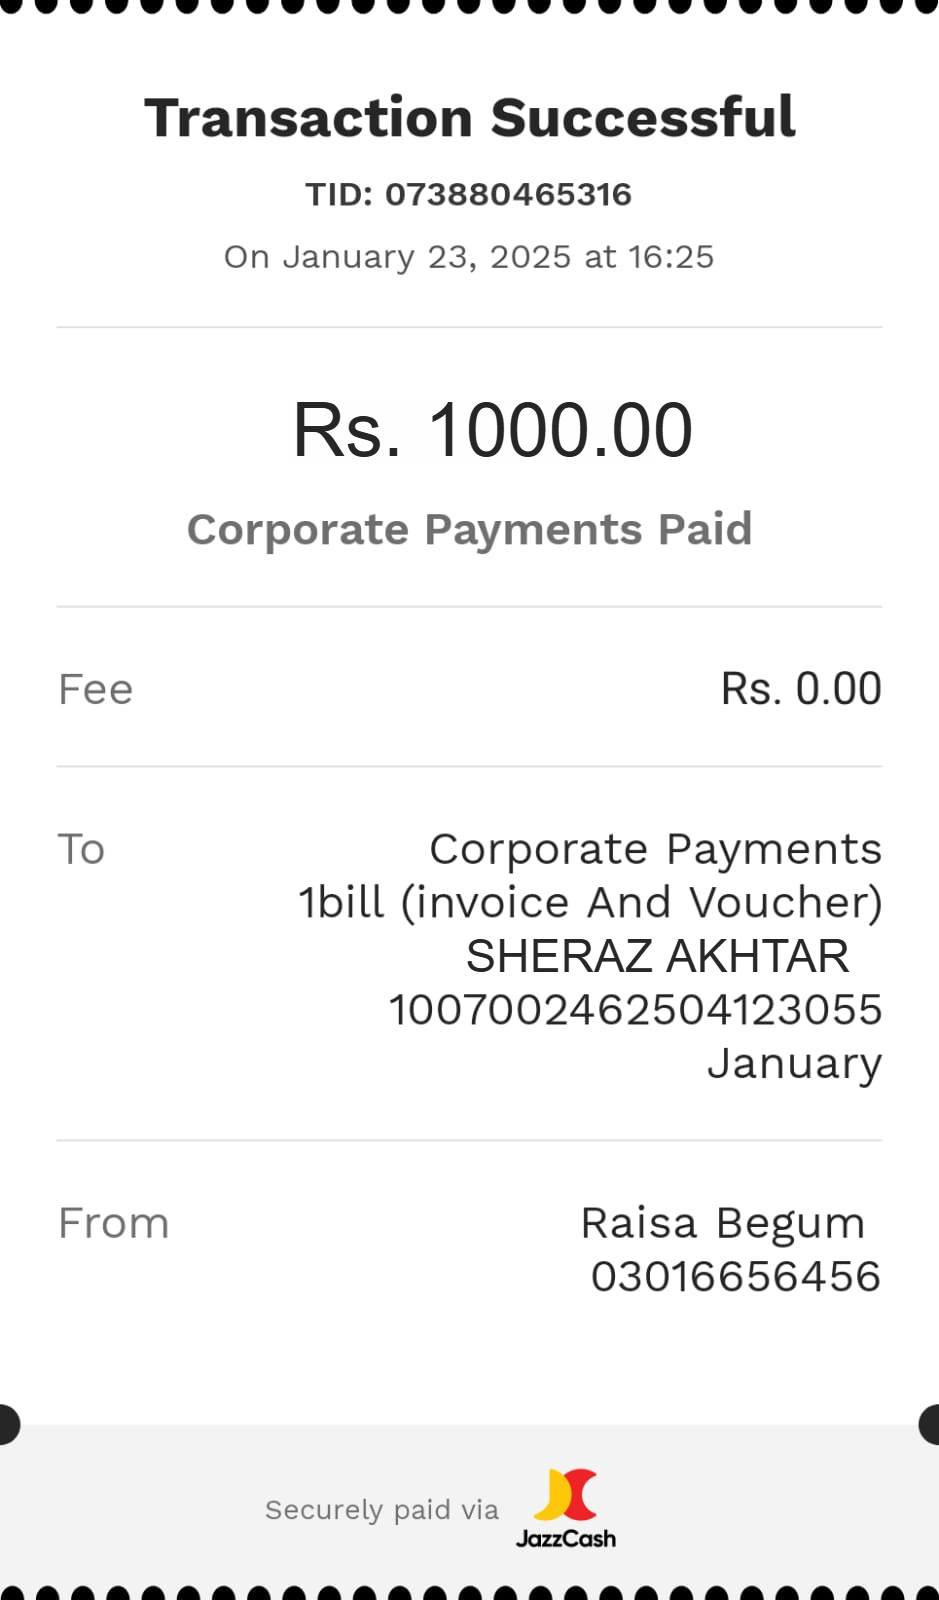 Transaction Successful
TID: 073880465316
On January 23, 2025 at 16:25
Rs. 1000.00
Corporate Payments Paid
Fee
Rs. 0.00
To
Corporate Payments
1bill (invoice And Voucher)
SHERAZ AKHTAR
1007002462504123055
January
From
Raisa Begum
03016656456
Securely paid via
JazzCash